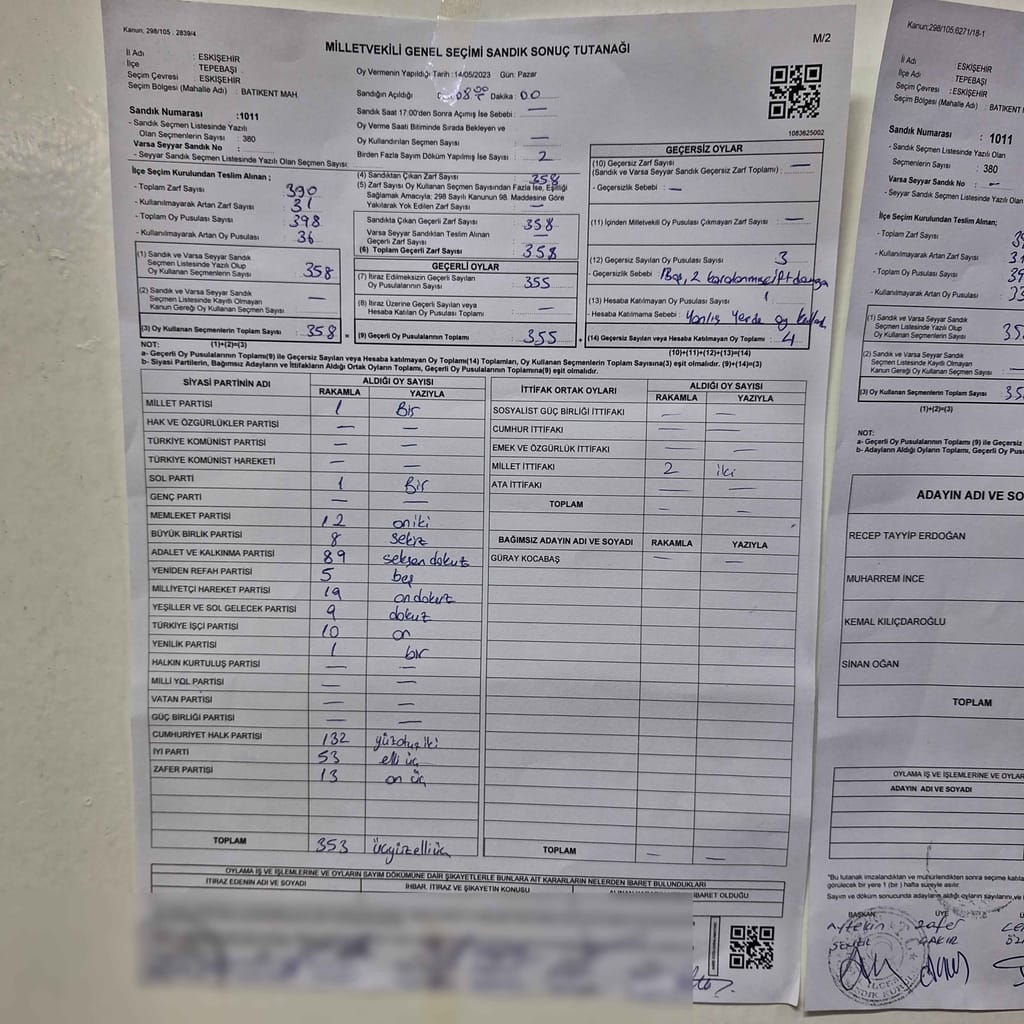 Kanun: 298/105, 2839/4
MİLLETVEKİLİ GENEL SEÇİMİ SANDIK SONUÇ TUTANAĞI
M/2
İl Adı : ESKİŞEHİR
İlçe : TEPEBAŞI
Seçim Çevresi : ESKİŞEHİR
Seçim Bölgesi (Mahalle Adı) : BATIKENT MAH
Sandık Numarası :1011
- Sandık Seçmen Listesinde Yazılı
Olan Seçmenlerin Sayısı : 380
Varsa Seyyar Sandık No :
- Seyyar Sandık Seçmen Listesinde Yazılı Olan Seçmen Sayısı:
Oy Vermenin Yapıldığı Tarih : 14/05/2023 Gün: Pazar
Sandığın Açıldığı 08 Dakika : 00
Sandık Saat 17.00'den Sonra Açılmış İse Sebebi : —
Oy Verme Saati Bitiminde Sırada Bekleyen ve
Oy Kullandırılan Seçmen Sayısı : —
Birden Fazla Sayım Döküm Yapılmış İse Sayısı : 2
1083625002
İlçe Seçim Kurulundan Teslim Alınan ;
- Toplam Zarf Sayısı : 390
- Kullanılmayarak Artan Zarf Sayısı : 31
- Toplam Oy Pusulası Sayısı : 398
- Kullanılmayarak Artan Oy Pusulası : 36
(1) Sandık ve Varsa Seyyar Sandık
Seçmen Listesinde Yazılı Olup
Oy Kullanan Seçmenlerin Sayısı : 358
(2) Sandık ve Varsa Seyyar Sandık
Seçmen Listesinde Kayıtlı Olmayan
Kanun Gereği Oy Kullanan Seçmen Sayısı : —
(3) Oy Kullanan Seçmenlerin Toplam Sayısı : 358
(4) Sandıktan Çıkan Zarf Sayısı : 358
(5) Zarf Sayısı Oy Kullanan Seçmen Sayısından Fazla İse, Eşitliği
Sağlamak Amacıyla; 298 Sayılı Kanunun 98. Maddesine Göre
Yakılarak Yok Edilen Zarf Sayısı : —
Sandıkta Çıkan Geçerli Zarf Sayısı : 358
Varsa Seyyar Sandıktan Teslim Alınan
Geçerli Zarf Sayısı : —
(6) Toplam Geçerli Zarf Sayısı : 358
GEÇERLİ OYLAR
(7) İtiraz Edilmeksizin Geçerli Sayılan
Oy Pusulalarının Sayısı : 355
(8) İtiraz Üzerine Geçerli Sayılan veya
Hesaba Katılan Oy Pusulalarının Toplamı : —
= (9) Geçerli Oy Pusulalarının Toplamı : 355
GEÇERSİZ OYLAR
(10) Geçersiz Zarf Sayısı : —
(Sandık ve Varsa Seyyar Sandık Geçersiz Zarf Toplamı)
- Geçersizlik Sebebi : —
(11) İçinden Milletvekili Oy Pusulası Çıkmayan Zarf Sayısı : —
(12) Geçersiz Sayılan Oy Pusulası Sayısı : 3
- Geçersizlik Sebebi : 1 Boş, 2
(13) Hesaba Katılmayan Oy Pusulası Sayısı : 1
- Hesaba Katılmama Sebebi : Yanlış Yerde oy
(14) Geçersiz Sayılan veya Hesaba Katılmayan Oy Toplamı : 4
NOT: (1)+(2)=(3)
(10)+(11)+(12)+(13)=(14)
a- Geçerli Oy Pusulalarının Toplamı(9) ile Geçersiz Sayılan veya Hesaba katılmayan Oy Toplamı(14) Toplamları, Oy Kullanan Seçmenlerin Toplam Sayısına(3) eşit olmalıdır. (9)+(14)=(3)
b- Siyasi Partilerin, Bağımsız Adayların ve İttifakların Aldığı Ortak Oyların Toplamı, Geçerli Oy Pusulalarının Toplamına(9) eşit olmalıdır.
SİYASİ PARTİNİN ADI ALDIĞI OY SAYISI
RAKAMLA YAZIYLA
MİLLET PARTİSİ 1 Bir
HAK VE ÖZGÜRLÜKLER PARTİSİ — —
TÜRKİYE KOMÜNİST PARTİSİ — —
TÜRKİYE KOMÜNİST HAREKETİ — —
SOL PARTİ 1 Bir
GENÇ PARTİ — —
MEMLEKET PARTİSİ 12 oniki
BÜYÜK BİRLİK PARTİSİ 8 sekiz
ADALET VE KALKINMA PARTİSİ 89 seksen dokuz
YENİDEN REFAH PARTİSİ 5 beş
MİLLİYETÇİ HAREKET PARTİSİ 19 on dokuz
YEŞİLLER VE SOL GELECEK PARTİSİ 9 dokuz
TÜRKİYE İŞÇİ PARTİSİ 10 on
YENİLİK PARTİSİ 1 bir
HALKIN KURTULUŞ PARTİSİ — —
MİLLİ YOL PARTİSİ — —
VATAN PARTİSİ — —
GÜÇ BİRLİĞİ PARTİSİ — —
CUMHURİYET HALK PARTİSİ 132 yüzotuz iki
İYİ PARTİ 53 elli üç
ZAFER PARTİSİ 13 on üç
TOPLAM 353 üçyüzelliüç
İTTİFAK ORTAK OYLARI ALDIĞI OY SAYISI
RAKAMLA YAZIYLA
SOSYALİST GÜÇ BİRLİĞİ İTTİFAKI — —
CUMHUR İTTİFAKI — —
EMEK VE ÖZGÜRLÜK İTTİFAKI — —
MİLLET İTTİFAKI 2 iki
ATA İTTİFAKI — —
TOPLAM — —
BAĞIMSIZ ADAYIN ADI VE SOYADI RAKAMLA YAZIYLA
GÜRAY KOCABAŞ — —
TOPLAM — —
OYLAMA İŞ VE İŞLEMLERİNE VE OYLARIN SAYIM DÖKÜMÜNE DAİR ŞİKAYETLERLE BUNLARA AİT KARARLARIN NELERDEN İBARET BULUNDUKLARI
İTİRAZ EDENİN ADI VE SOYADI İHBAR, İTİRAZ VE ŞİKAYETİN KONUSU İBARET OLDUĞU
Kanun;298/105,6271/18-1
İl Adı : ESKİŞEHİR
İlçe Adı : TEPEBAŞI
Seçim Çevresi : ESKİŞEHİR
Seçim Bölgesi (Mahalle Adı) : BATIKENT
Sandık Numarası : 1011
- Sandık Seçmen Listesinde Yazılı Olan
Seçmenlerin Sayısı : 380
Varsa Seyyar Sandık No : —
- Seyyar Sandık Seçmen Listesinde Yazılı Olan
İlçe Seçim Kurulundan Teslim Alınan;
- Toplam Zarf Sayısı
- Kullanılmayarak Artan Zarf Sayısı
- Toplam Oy Pusulası Sayısı
- Kullanılmayarak Artan Oy Pusulası
(1) Sandık ve Varsa Seyyar Sandık
Seçmen Listesinde Yazılı Olup
Oy Kullanan Seçmenlerin Sayısı
(2) Sandık ve Varsa Seyyar Sandık
Seçmen Listesinde Kayıtlı Olmayan
Kanun Gereği Oy Kullanan Seçmen Sayısı
(3) Oy Kullanan Seçmenlerin Toplam Sayısı
(1)+(2)=(3)
NOT:
a- Geçerli Oy Pusulalarının Toplamı (9) ile Geçersiz
b- Adayların Aldığı Oyların Toplamı, Geçerli Oy
ADAYIN ADI VE SO
RECEP TAYYİP ERDOĞAN
MUHARREM İNCE
KEMAL KILIÇDAROĞLU
SİNAN OĞAN
TOPLAM
OYLAMA İŞ VE İŞLEMLERİNE VE OYLAR
ADAYIN ADI VE SOYADI
"Bu tutanak imzalandıktan ve mühürlendikten sonra seçime katıla
görülecek bir yere 1 (bir) hafta süreyle asılır.
Sayım ve döküm sonucunda adayların aldığı oyların sayılarını,ve
BAŞKAN ÜYE
Aytekin zafer
ÇAKIR